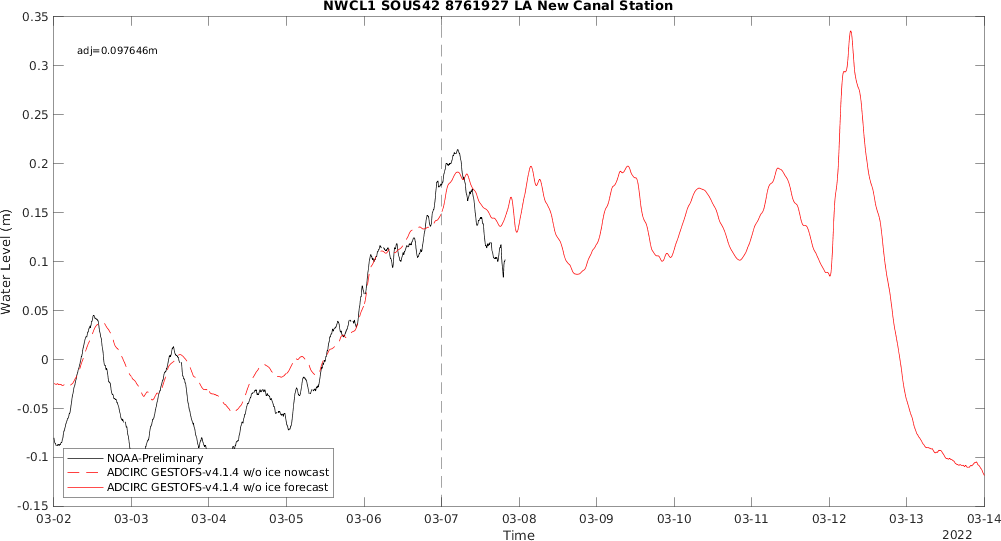 NWCL1 SOUS42 8761927 LA New Canal Station
adj=0.097646m
0.35
0.3
0.25
0.2
0.15
0.1
0.05
0
-0.05
-0.1
-0.15
Water Level (m)
NOAA-Preliminary
ADCIRC GESTOFS-v4.1.4 w/o ice nowcast
ADCIRC GESTOFS-v4.1.4 w/o ice forecast
03-02 03-03 03-04 03-05 03-06 03-07 03-08 03-09 03-10 03-11 03-12 03-13 03-14
Time
2022